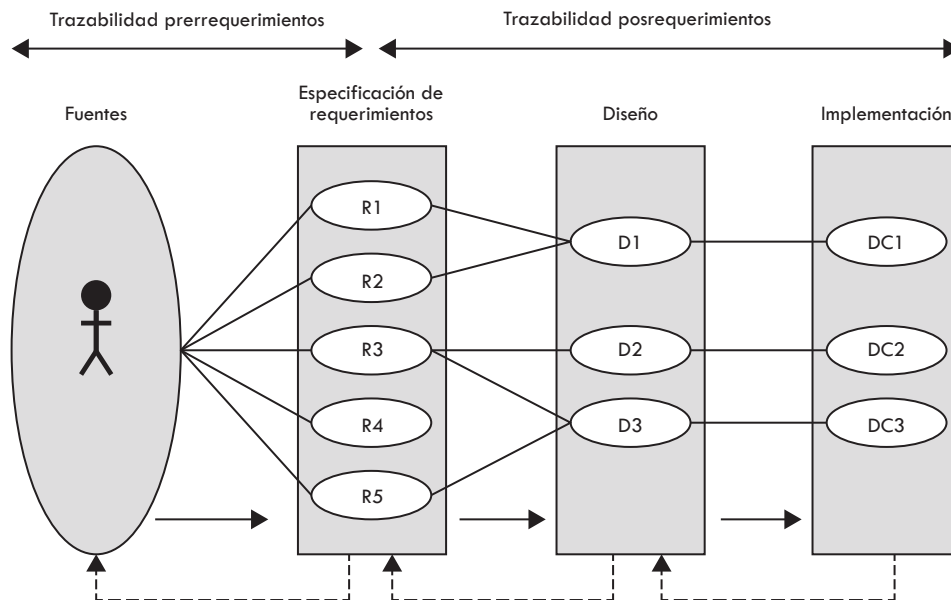 Trazabilidad prerrequerimientos
Trazabilidad posrequerimientos
Fuentes
Especificación de
requerimientos
Diseño
Implementación
R1
R2
R3
R4
R5
D1
D2
D3
DC1
DC2
DC3